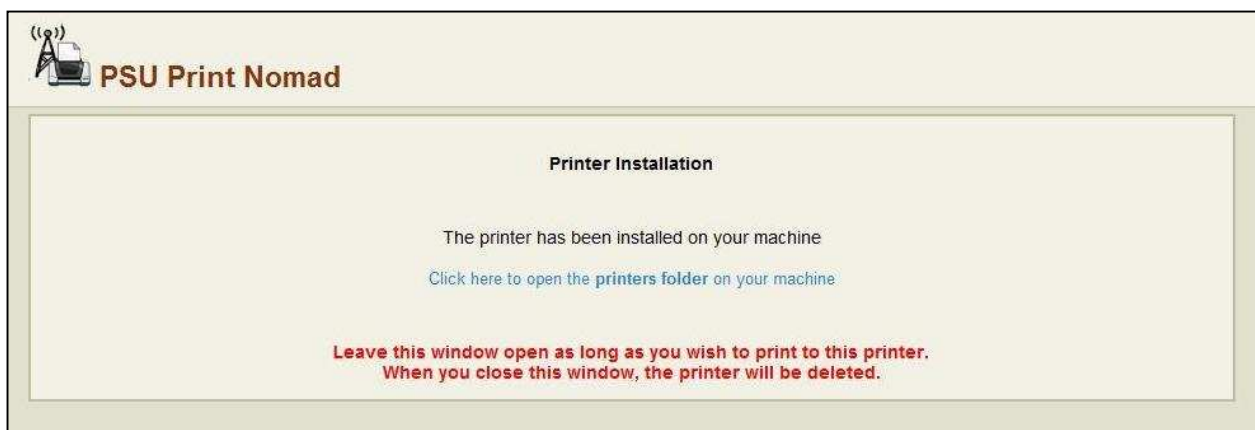 PSU Print Nomad
Printer Installation
The printer has been installed on your machine
Click here to open the printers folder on your machine
Leave this window open as long as you wish to print to this printer.
When you close this window, the printer will be deleted.